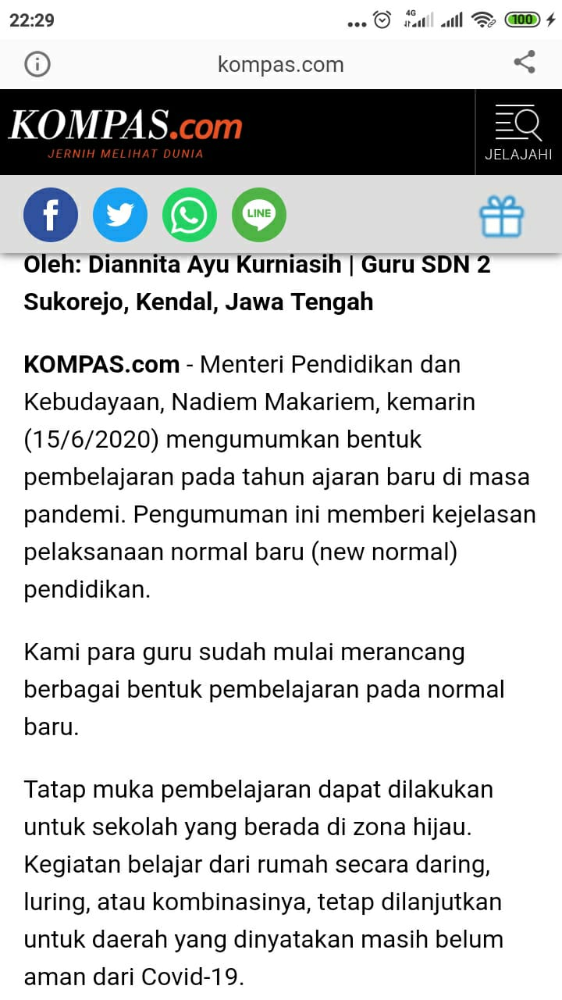 22:29
4G
100
kompas.com
KOMPAS.com
JERNIH MELIHAT DUNIA
JELAJAHI
LINE
Oleh: Diannita Ayu Kurniasih | Guru SDN 2
Sukorejo, Kendal, Jawa Tengah
KOMPAS.com - Menteri Pendidikan dan
Kebudayaan, Nadiem Makariem, kemarin
(15/6/2020) mengumumkan bentuk
pembelajaran pada tahun ajaran baru di masa
pandemi. Pengumuman ini memberi kejelasan
pelaksanaan normal baru (new normal)
pendidikan.
Kami para guru sudah mulai merancang
berbagai bentuk pembelajaran pada normal
baru.
Tatap muka pembelajaran dapat dilakukan
untuk sekolah yang berada di zona hijau.
Kegiatan belajar dari rumah secara daring,
luring, atau kombinasinya, tetap dilanjutkan
untuk daerah yang dinyatakan masih belum
aman dari Covid-19.